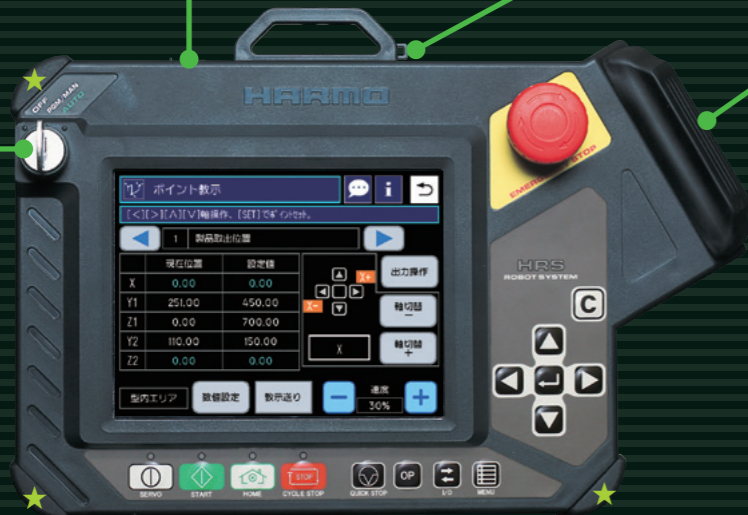 HARMO
OFF
PGM/MAN
AUTO
EMERGENCY STOP
ポイント教示
i
[<][>][∧][∨]軸操作、[SET]でポイントセット。
1 製品取出位置
現在位置 設定値
X 0.00 0.00
Y1 251.00 450.00
Z1 0.00 700.00
Y2 110.00 150.00
Z2 0.00 0.00
X+
X-
X
出力操作
軸切替
−
軸切替
+
型内エリア
数値設定
教示送り
−
速度
30%
+
HRS
ROBOT SYSTEM
C
SERVO
START
HOME
STOP
CYCLE STOP
QUICK STOP
OP
I/O
MENU